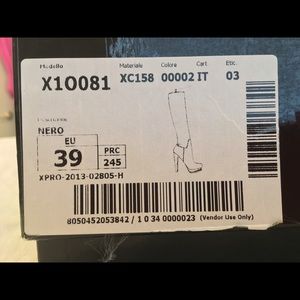 Modello Materiale Colore Cart Etic.
X10081 XC158 00002 IT 03
NERO
EU
39
PRC
245
XPRO-2013-02805-H
8050452053842 / 1 0 34 0000023 (Vendor Use Only)